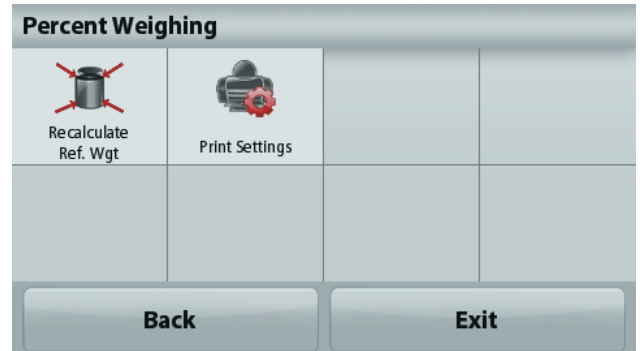 Percent Weighing
Recalculate
Ref. Wgt
Print Settings
Back
Exit